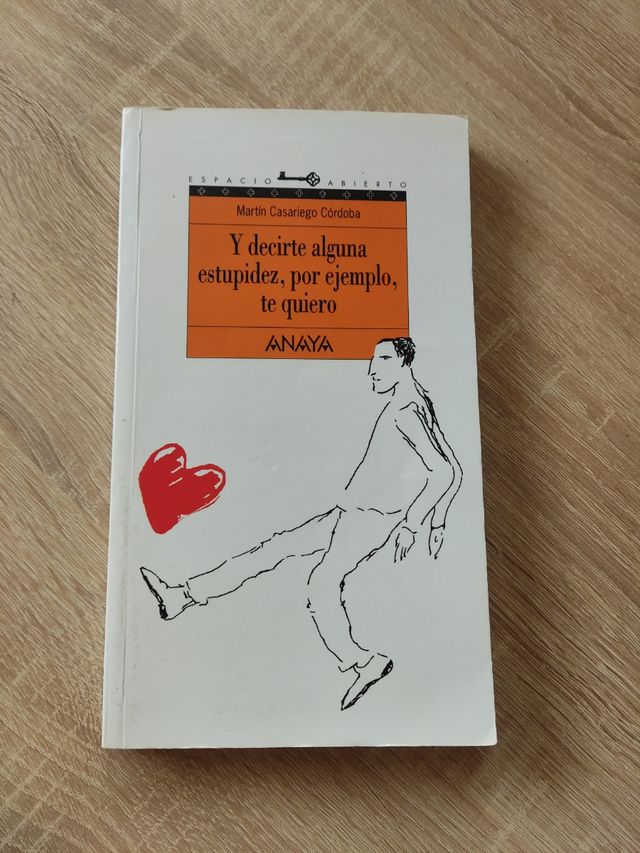 ESPACIO ABIERTO
Martín Casariego Córdoba
Y decirte alguna
estupidez, por ejemplo,
te quiero
ANAYA